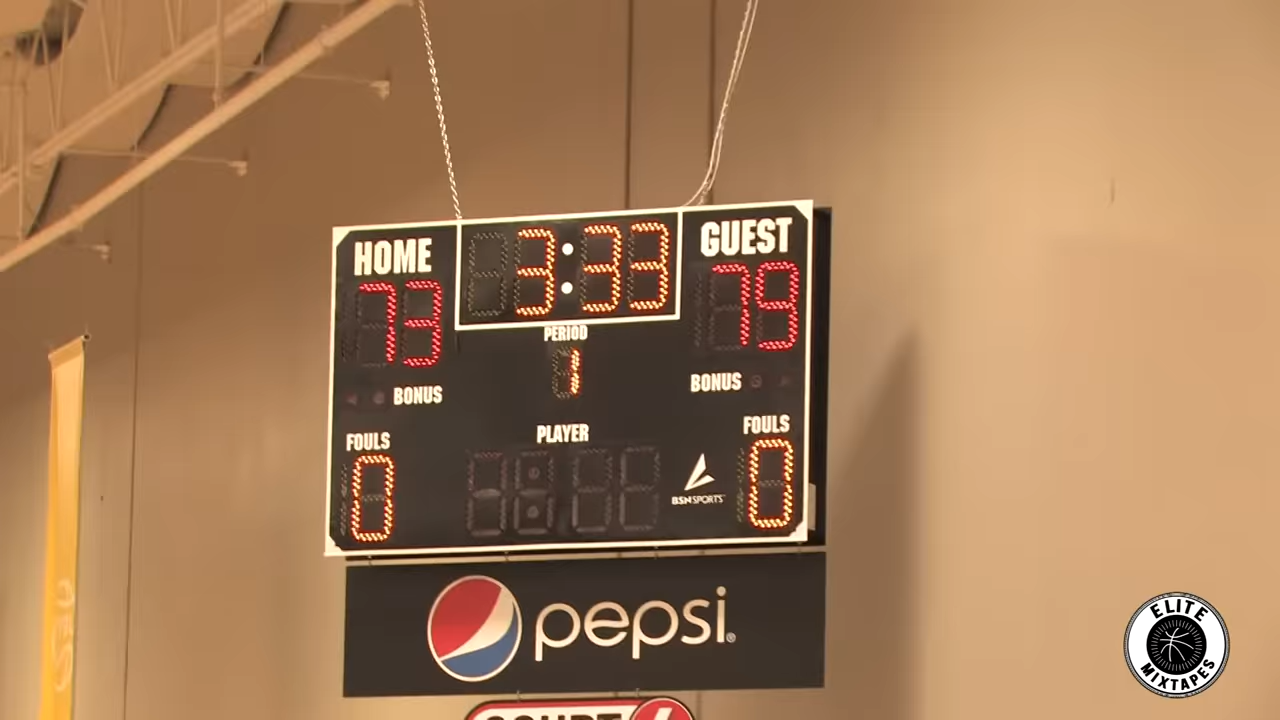 HOME
3:33
GUEST
73
79
PERIOD
1
BONUS
BONUS
PLAYER
FOULS
FOULS
0
0
BSN SPORTS
pepsi
COURT
ELITE
MIXTAPES